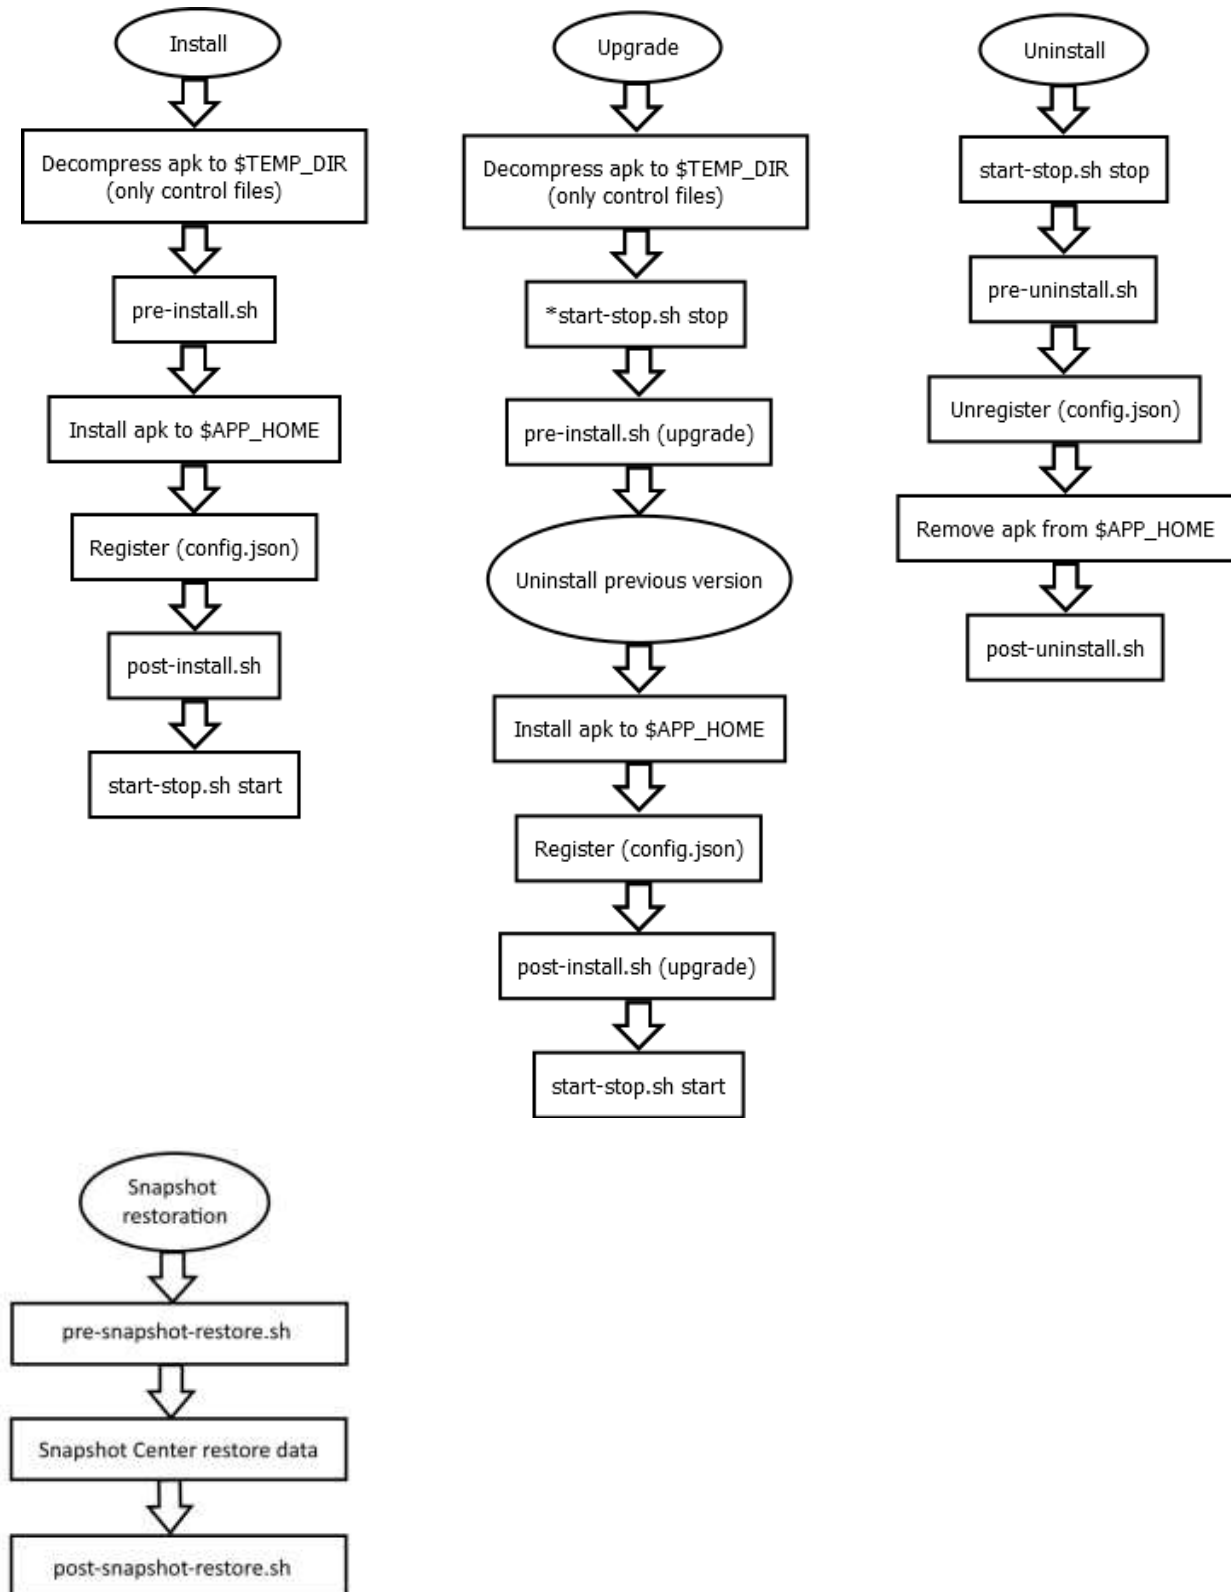 Install
Decompress apk to $TEMP_DIR
(only control files)
pre-install.sh
Install apk to $APP_HOME
Register (config.json)
post-install.sh
start-stop.sh start
Upgrade
Decompress apk to $TEMP_DIR
(only control files)
*start-stop.sh stop
pre-install.sh (upgrade)
Uninstall previous version
Install apk to $APP_HOME
Register (config.json)
post-install.sh (upgrade)
start-stop.sh start
Uninstall
start-stop.sh stop
pre-uninstall.sh
Unregister (config.json)
Remove apk from $APP_HOME
post-uninstall.sh
Snapshot
restoration
pre-snapshot-restore.sh
Snapshot Center restore data
post-snapshot-restore.sh